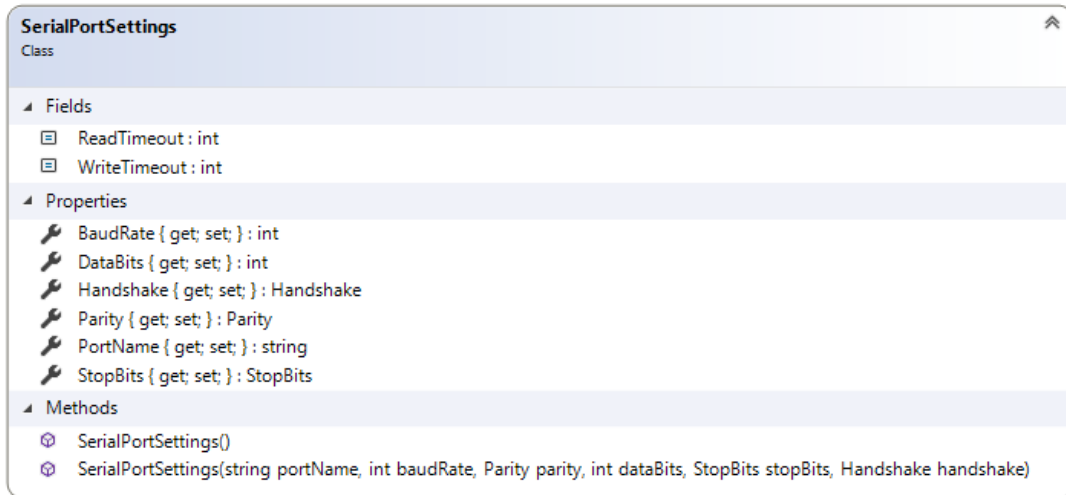 SerialPortSettings
Class
Fields
ReadTimeout : int
WriteTimeout : int
Properties
BaudRate { get; set; } : int
DataBits { get; set; } : int
Handshake { get; set; } : Handshake
Parity { get; set; } : Parity
PortName { get; set; } : string
StopBits { get; set; } : StopBits
Methods
SerialPortSettings()
SerialPortSettings(string portName, int baudRate, Parity parity, int dataBits, StopBits stopBits, Handshake handshake)